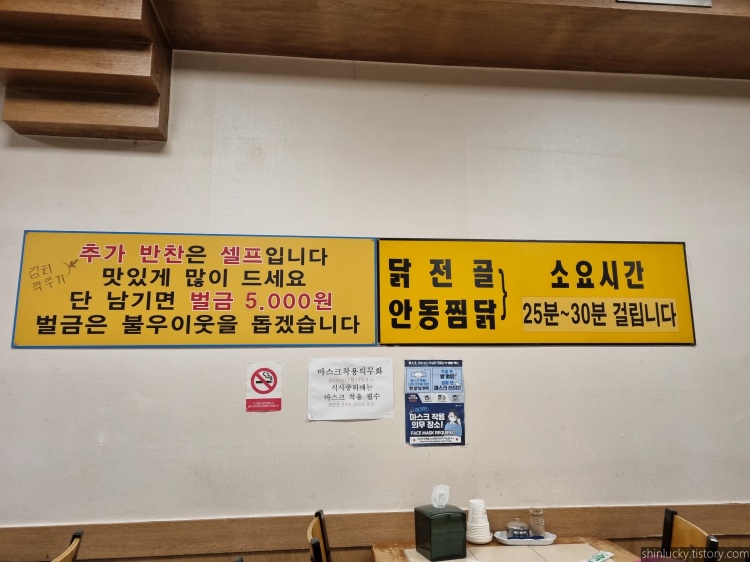 추가 반찬은 셀프입니다
맛있게 많이 드세요
단 남기면 벌금 5.000원
벌금은 불우이웃을 돕겠습니다
김치
깍두기
닭 전 골
안동찜닭
소요시간
25분~30분 걸립니다
마스크착용의무화
식사중외에는
마스크 착용 필수
마스크 착용
의무 장소!
FACE MASK REQUIRED
shinlucky.tistory.com